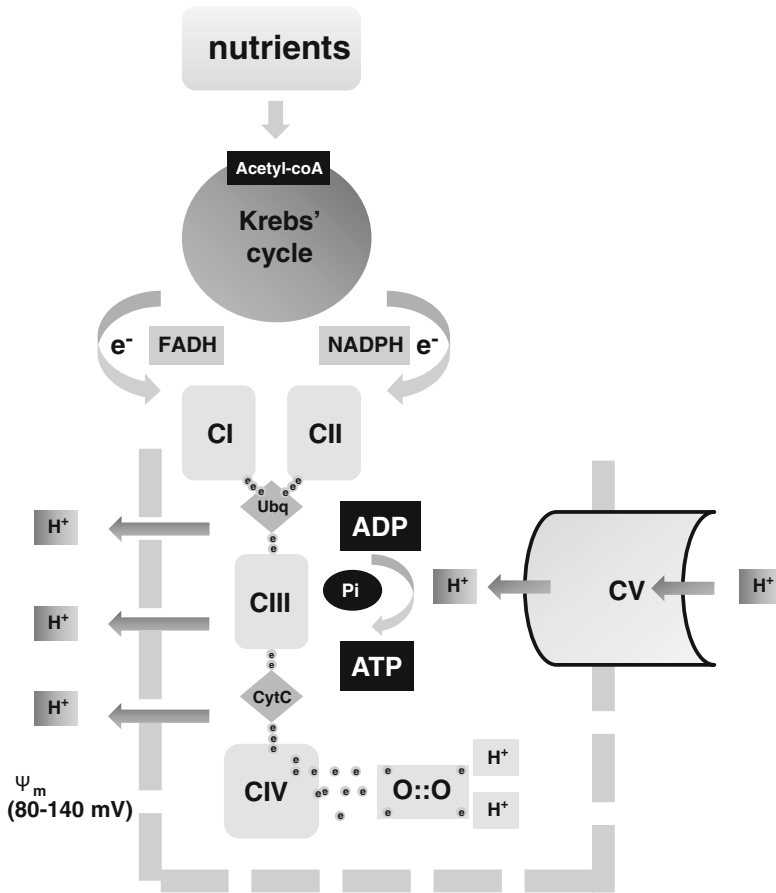 nutrients
Acetyl-coA
Krebs'
cycle
e-
FADH
NADPH
e-
CI
CII
e
e
e
e
e
e
Ubq
e
e
H+
ADP
CIII
Pi
H+
CV
H+
H+
ATP
e
e
CytC
H+
e
e
e
CIV
e
e
e
e
e
e
e
e
e
e
e
e
O::O
e
e
H+
H+
Ψm
(80-140 mV)